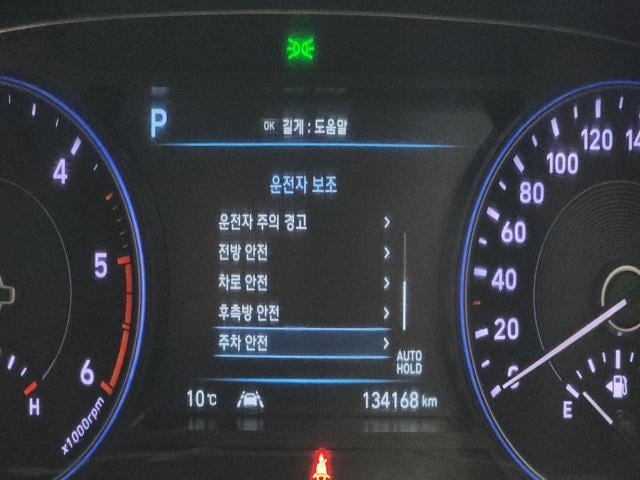 P
OK 길게 : 도움말
운전자 보조
운전자 주의 경고
전방 안전
차로 안전
후측방 안전
주차 안전
AUTO
HOLD
10℃
134168 km
4
5
6
H
x1000rpm
0
20
40
60
80
100
120
14
E